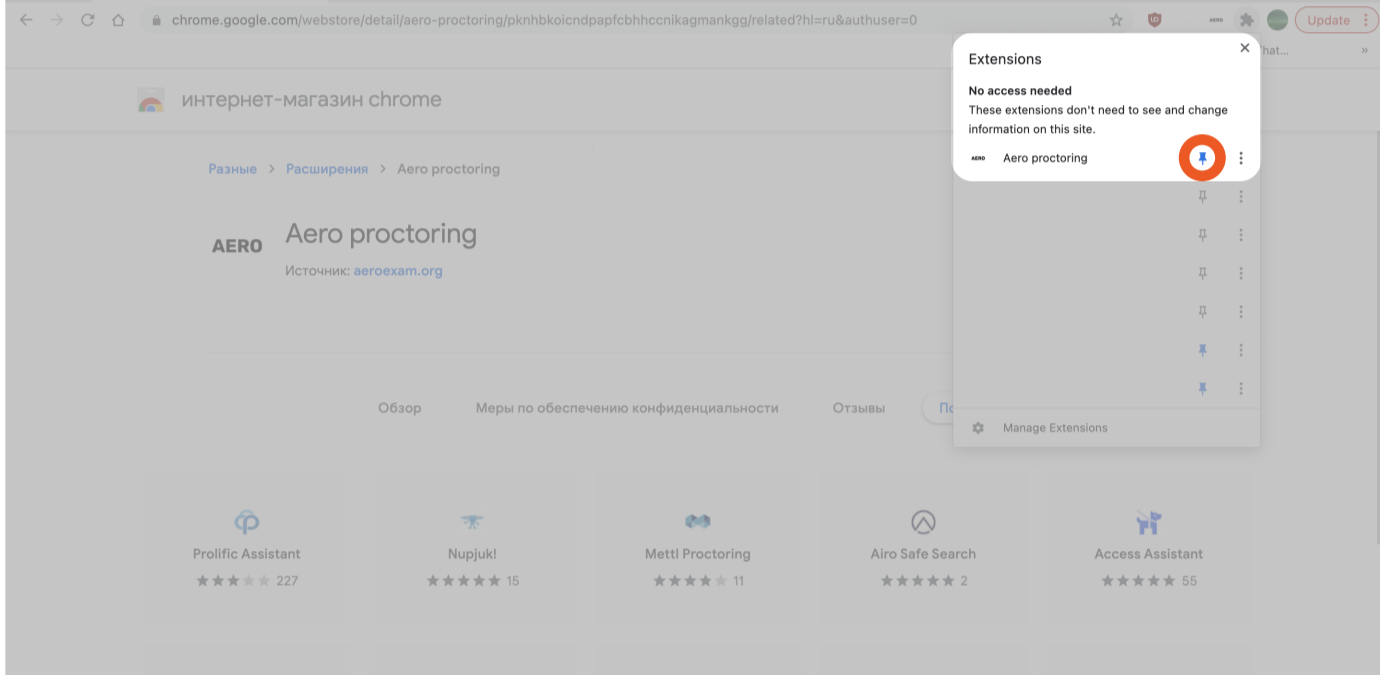 chrome.google.com/webstore/detail/aero-proctoring/pknhbkoicndpapfcbhhccnikagmankgg/related?hl=ru&authuser=0
AERO
Update
hat...
»
Extensions
No access needed
These extensions don't need to see and change
information on this site.
AERO Aero proctoring
Manage Extensions
интернет-магазин chrome
Разные > Расширения > Aero proctoring
AERO
Aero proctoring
Источник: aeroexam.org
Обзор Меры по обеспечению конфиденциальности Отзывы
Prolific Assistant Nupjuk! Mettl Proctoring Airo Safe Search Access Assistant
227 15 11 2 55